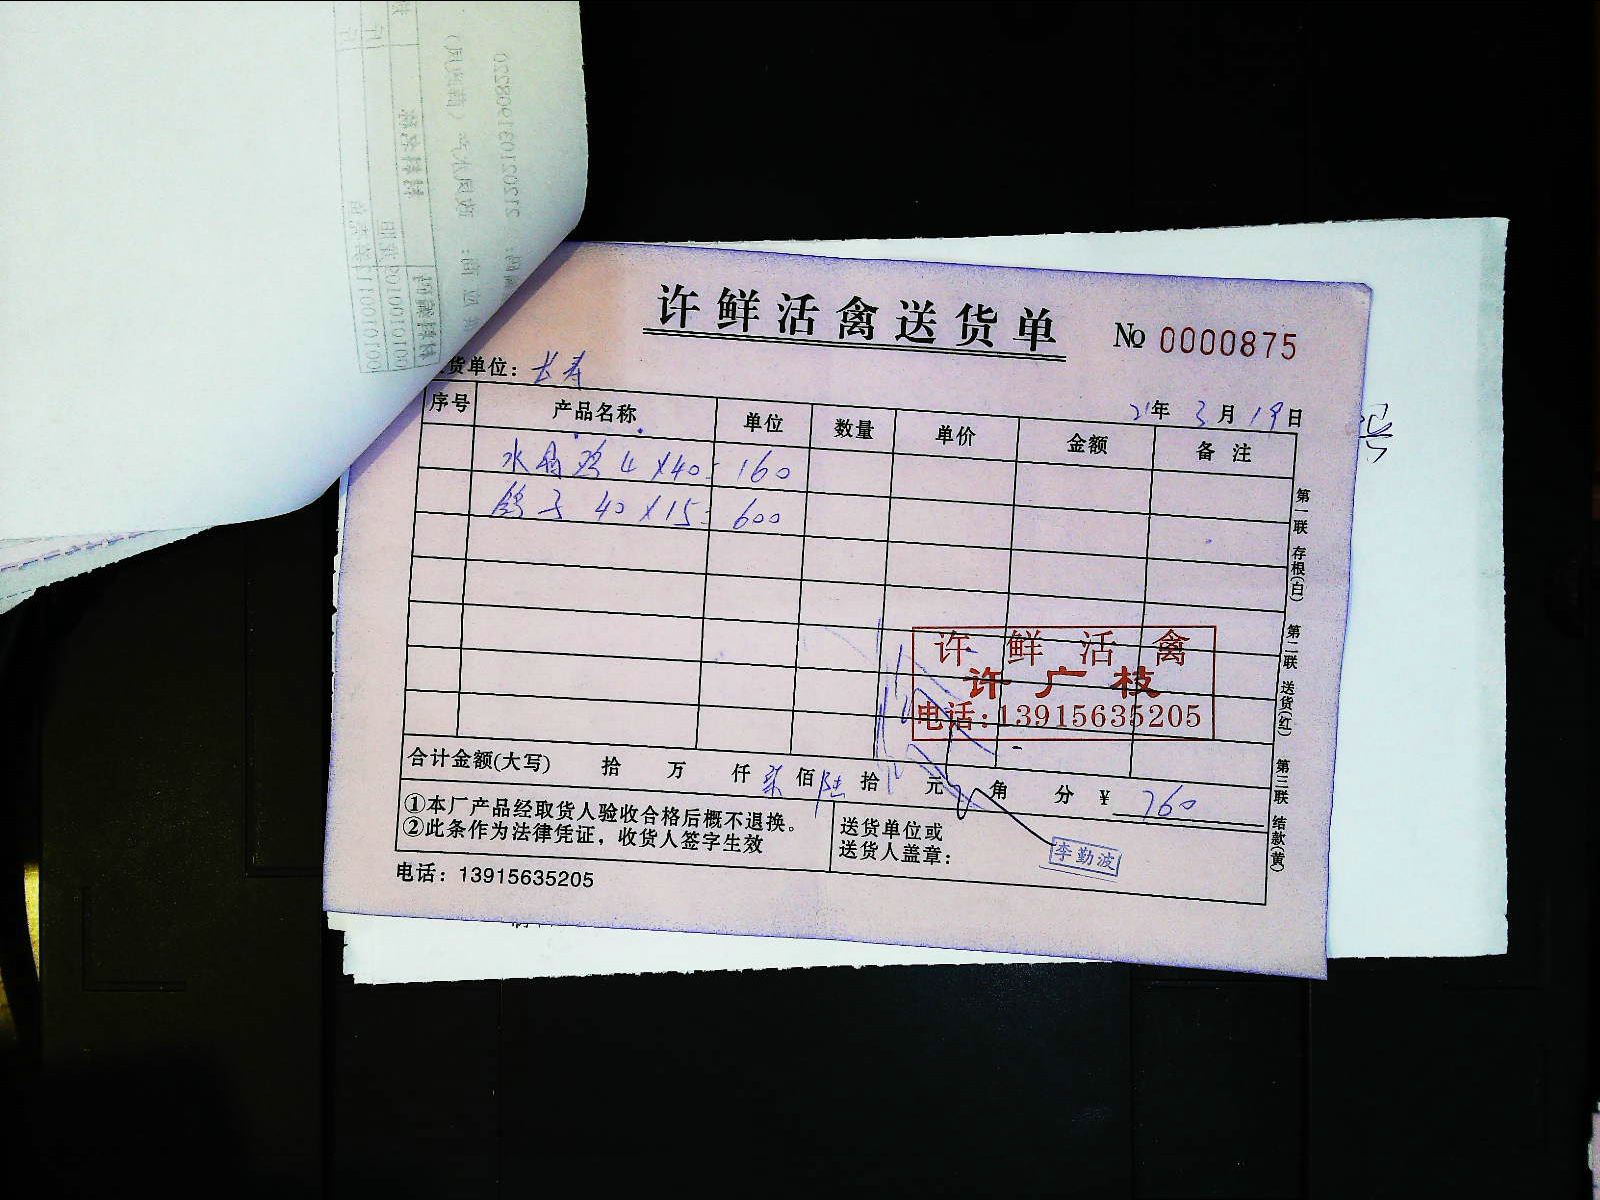 许鲜活禽送货单
No 0000875
货单位：长寿
21年 3月 19日
序号 产品名称 单位 数量 单价 金额 备注
水 鸡 4×40= 160
鸽子 40×15= 600
第一联 存根(白) 第二联 送货(红) 第三联 结款(黄)
许鲜活禽
许广枝
电话:13915635205
合计金额(大写) 拾 万 仟 柒 佰 陆 拾 元 角 分 ¥ 760
①本厂产品经取货人验收合格后概不退换。
②此条作为法律凭证，收货人签字生效
送货单位或
送货人盖章：
李勤波
电话：13915635205